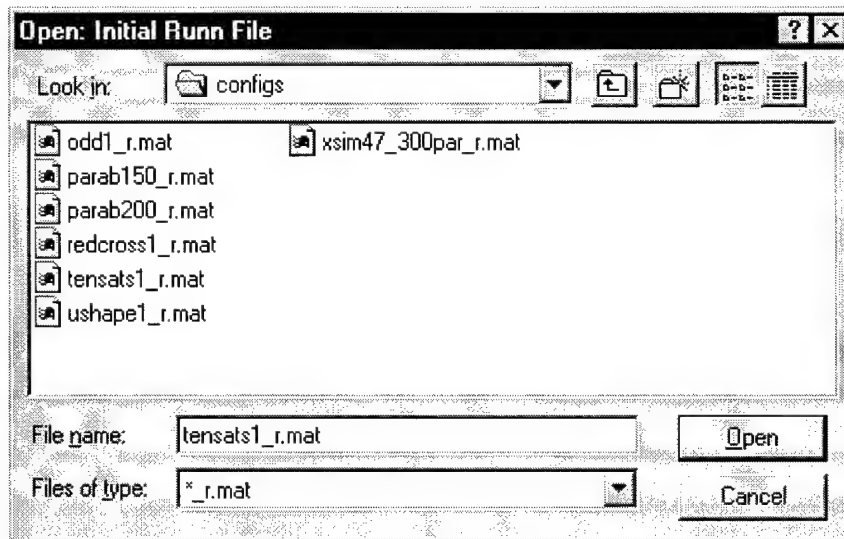 Open: Initial Runn File
Look in: configs
odd1_r.mat xsim47_300par_r.mat
parab150_r.mat
parab200_r.mat
redcross1_r.mat
tensats1_r.mat
ushape1_r.mat
File name: tensats1_r.mat Open
Files of type: *_r.mat Cancel